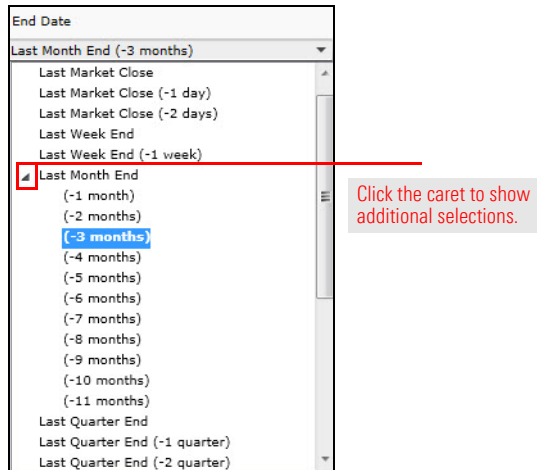 End Date
Last Month End (-3 months)
Last Market Close
Last Market Close (-1 day)
Last Market Close (-2 days)
Last Week End
Last Week End (-1 week)
Last Month End
(-1 month)
(-2 months)
(-3 months)
(-4 months)
(-5 months)
(-6 months)
(-7 months)
(-8 months)
(-9 months)
(-10 months)
(-11 months)
Last Quarter End
Last Quarter End (-1 quarter)
Last Quarter End (-2 quarter)
Click the caret to show
additional selections.